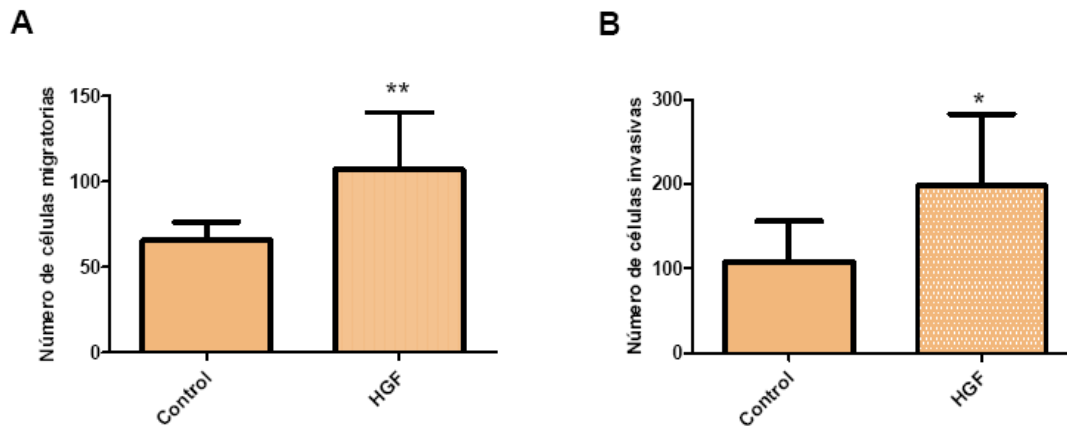 A
Número de células migratorias
150
100
50
0
**
Control
HGF
B
Número de células invasivas
300
200
100
0
*
Control
HGF